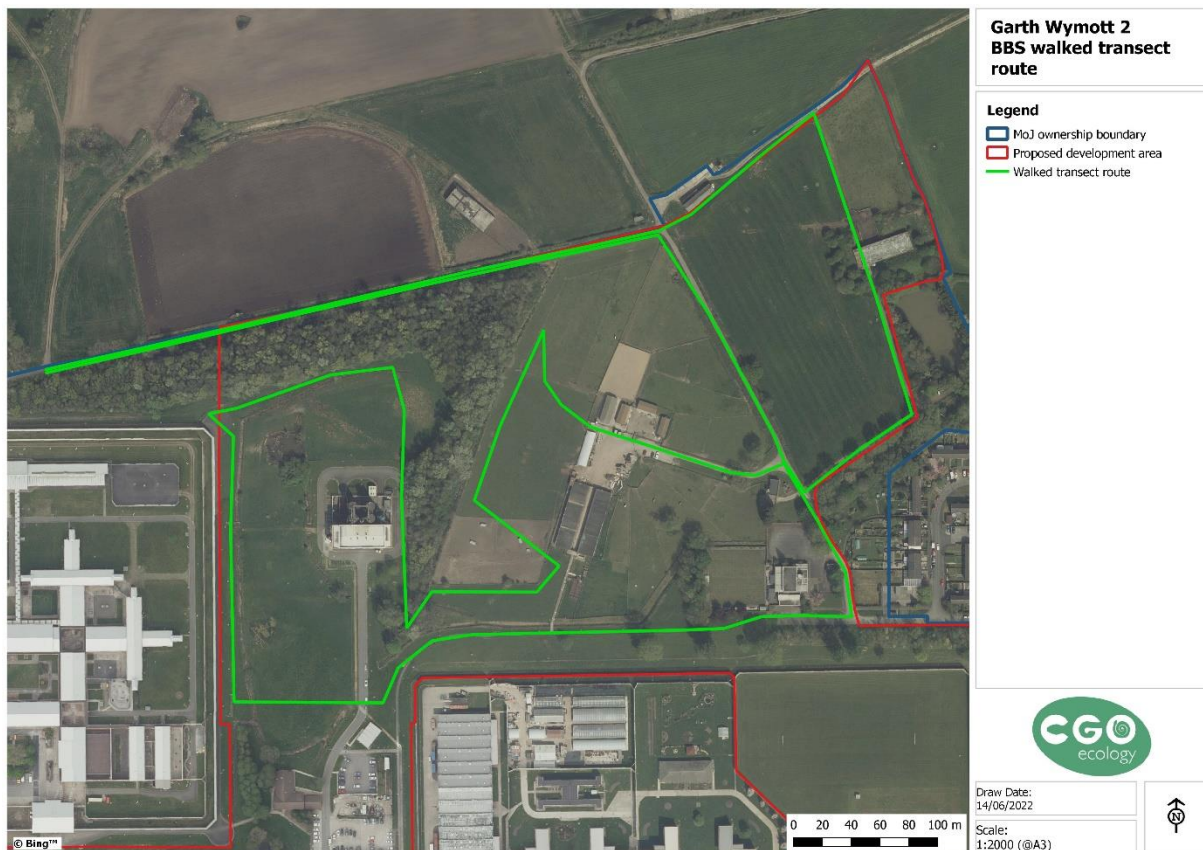 Garth Wymott 2
BBS walked transect
route
Legend
MoJ ownership boundary
Proposed development area
Walked transect route
CGO
ecology
Draw Date:
14/06/2022
Scale:
1:2000 (@A3)
N
0 20 40 60 80 100 m
© Bing™